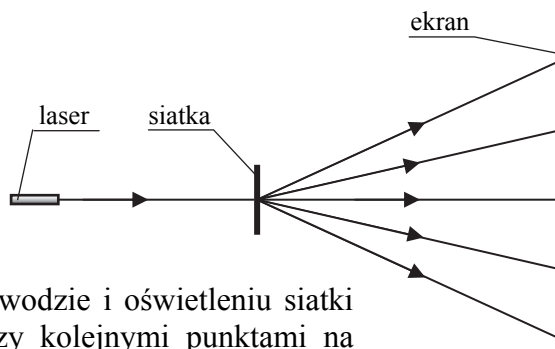 ekran
laser
siatka
wodzie i oświetleniu siatki
zy kolejnymi punktami na